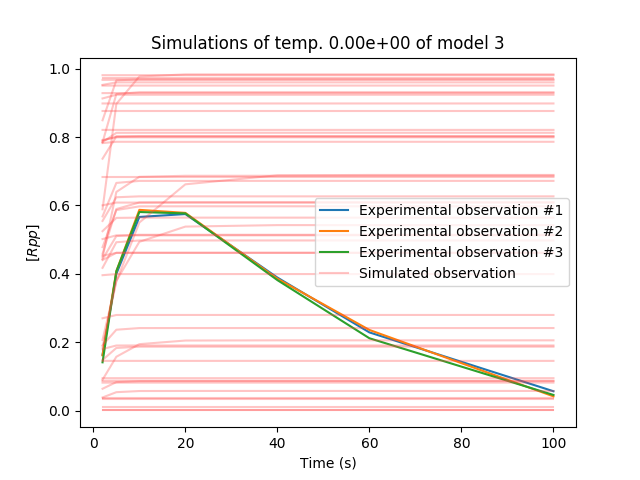 Simulations of temp. 0.00e+00 of model 3
1.0
0.8
0.6
0.4
0.2
0.0
[Rpp]
Experimental observation #1
Experimental observation #2
Experimental observation #3
Simulated observation
0 20 40 60 80 100
Time (s)